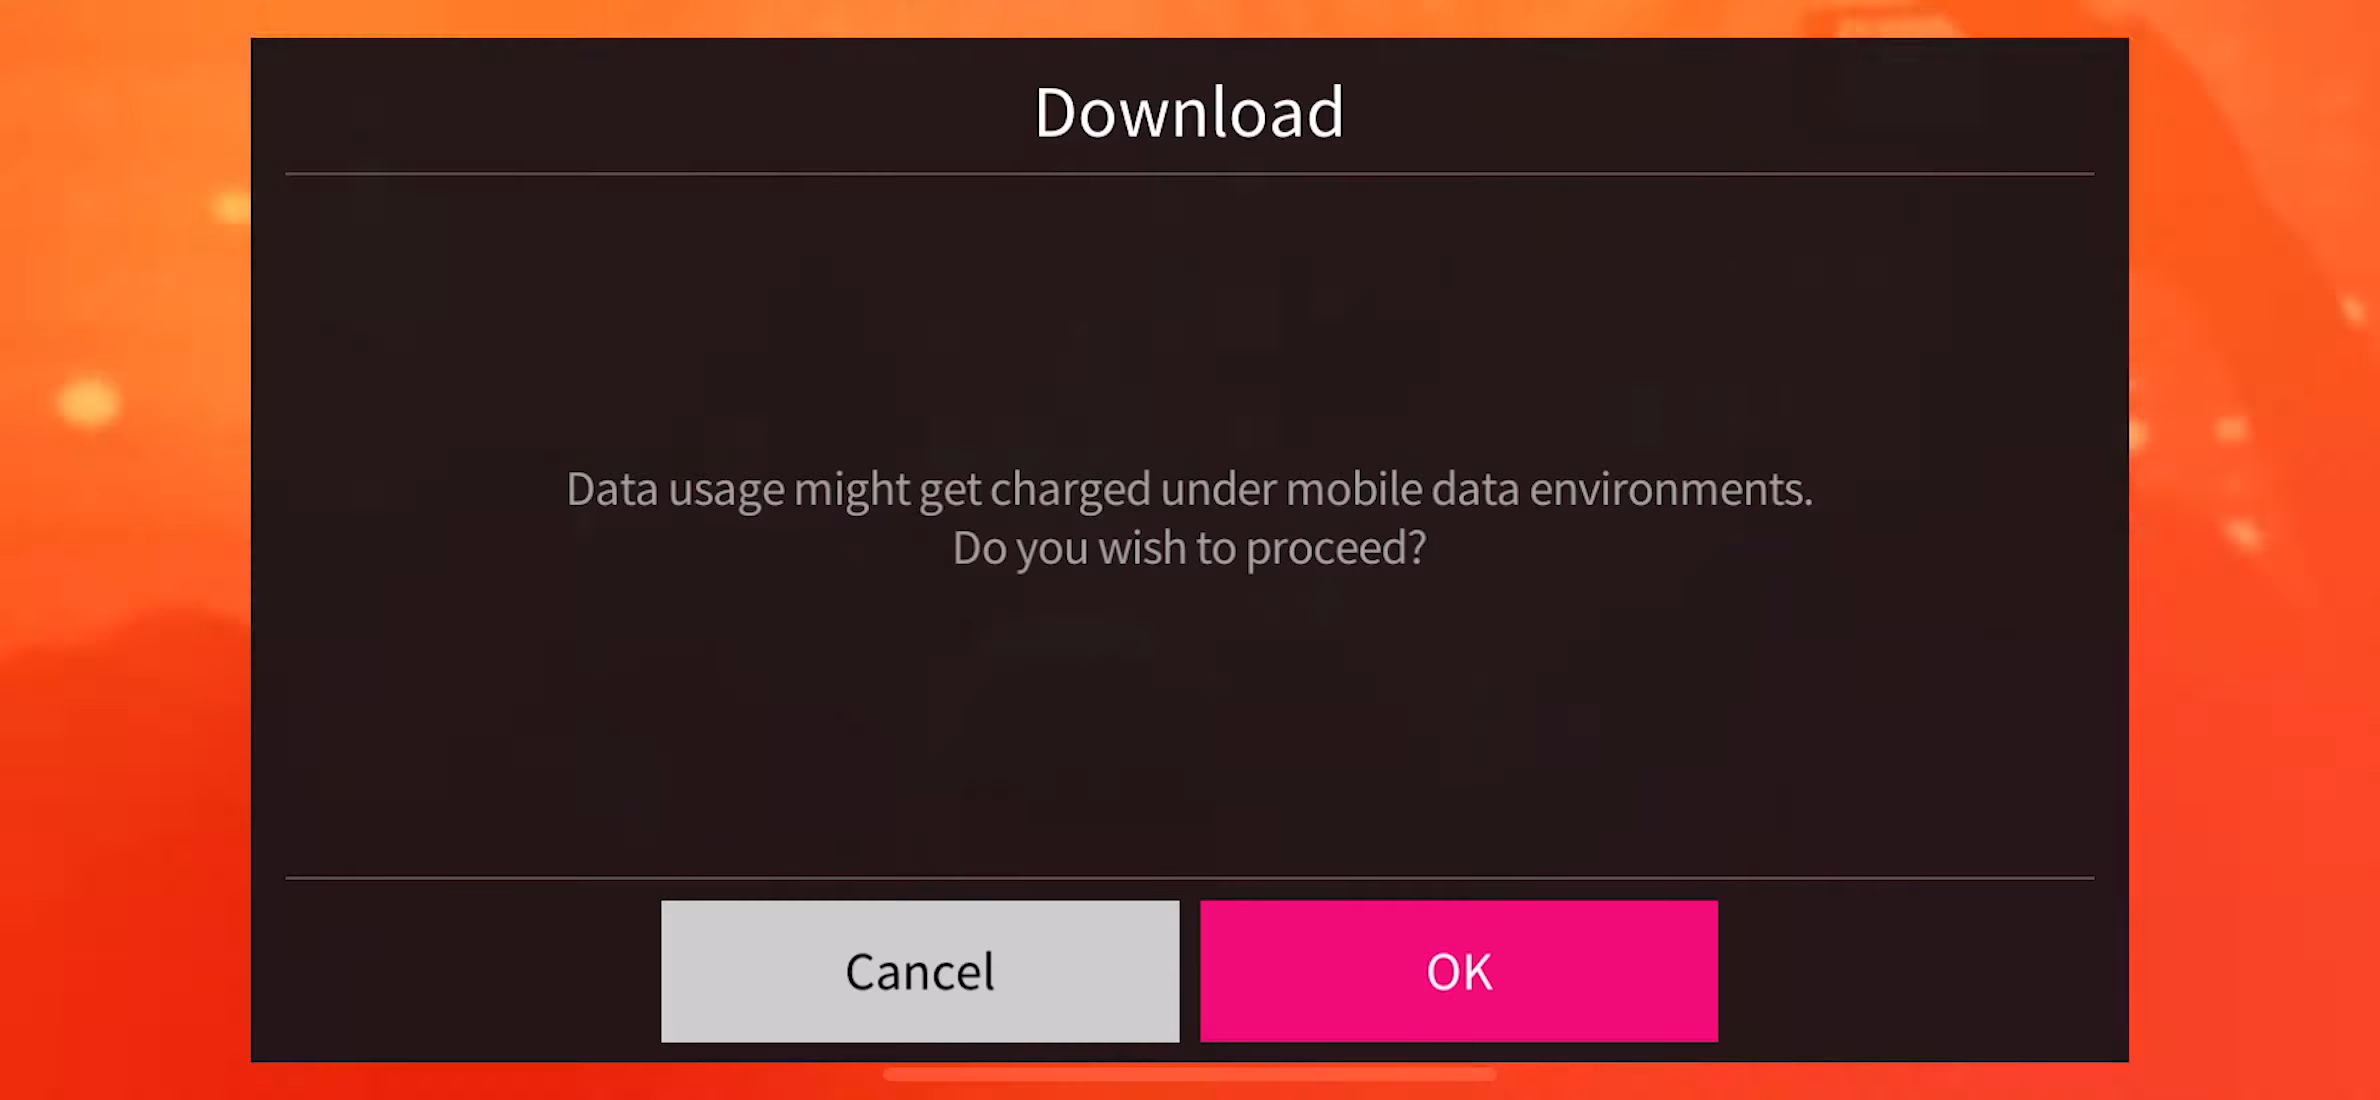 Download
Data usage might get charged under mobile data environments.
Do you wish to proceed?
Cancel
OK